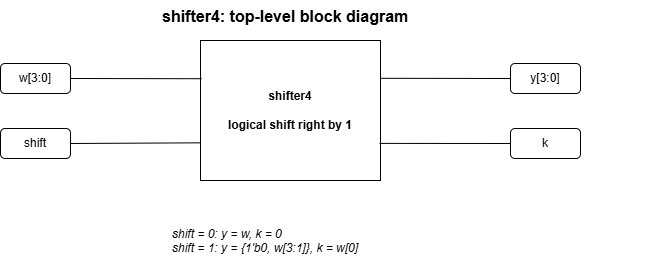 shifter4: top-level block diagram
w[3:0]
y[3:0]
shifter4
logical shift right by 1
shift
k
shift = 0: y = w, k = 0
shift = 1: y = {1'b0, w[3:1]}, k = w[0]